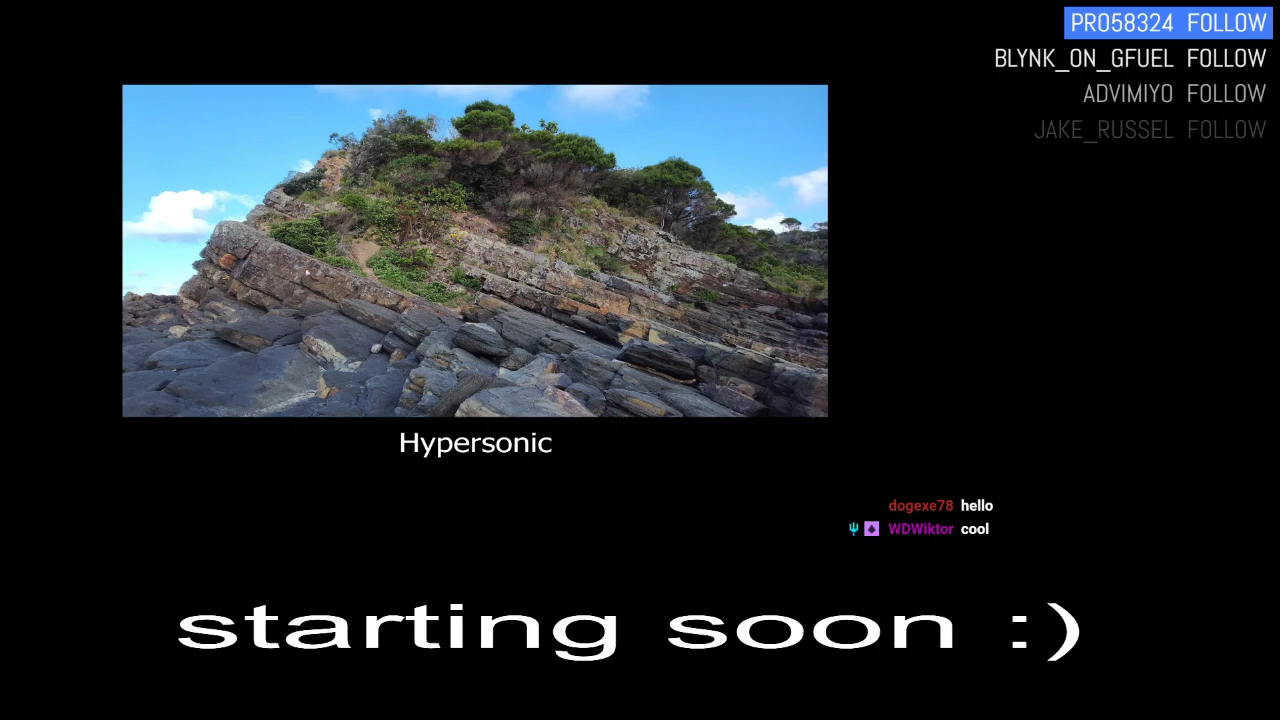 PRO58324 FOLLOW
BLYNK_ON_GFUEL FOLLOW
ADVIMIYO FOLLOW
JAKE_RUSSEL FOLLOW
Hypersonic
dogexe78 hello
WDWiktor cool
starting soon :)